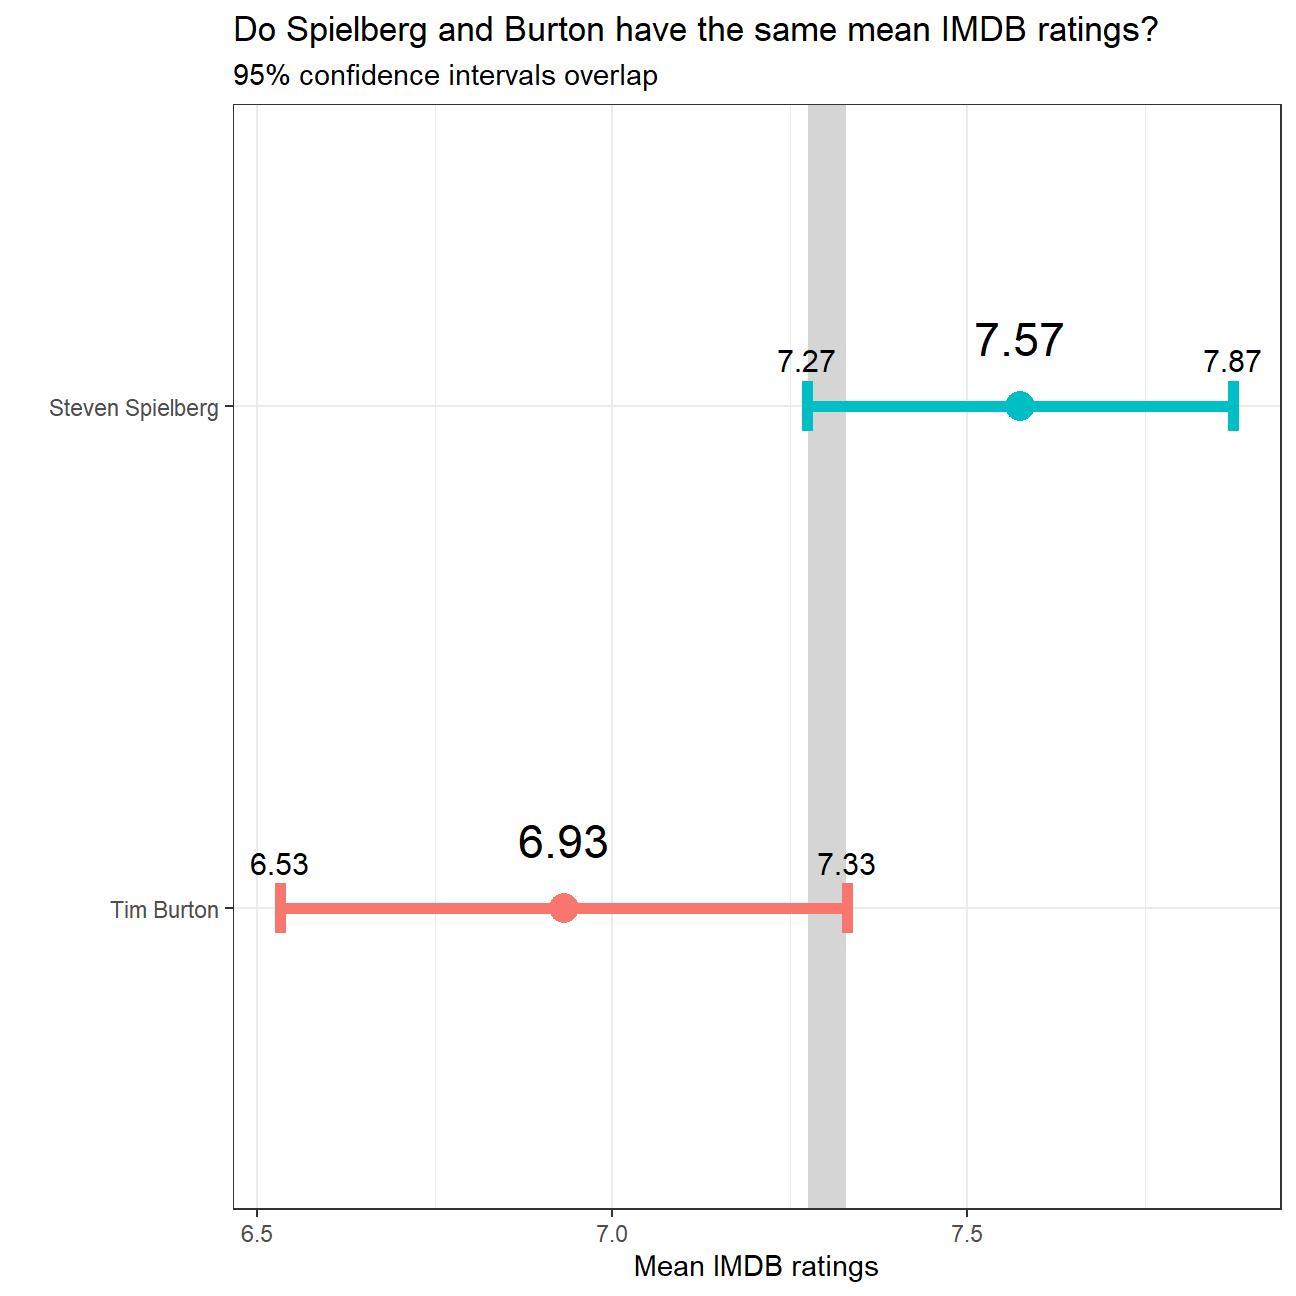 Do Spielberg and Burton have the same mean IMDB ratings?
95% confidence intervals overlap
7.57
7.27
7.87
Steven Spielberg
6.93
6.53
7.33
Tim Burton
6.5
7.0
7.5
Mean IMDB ratings